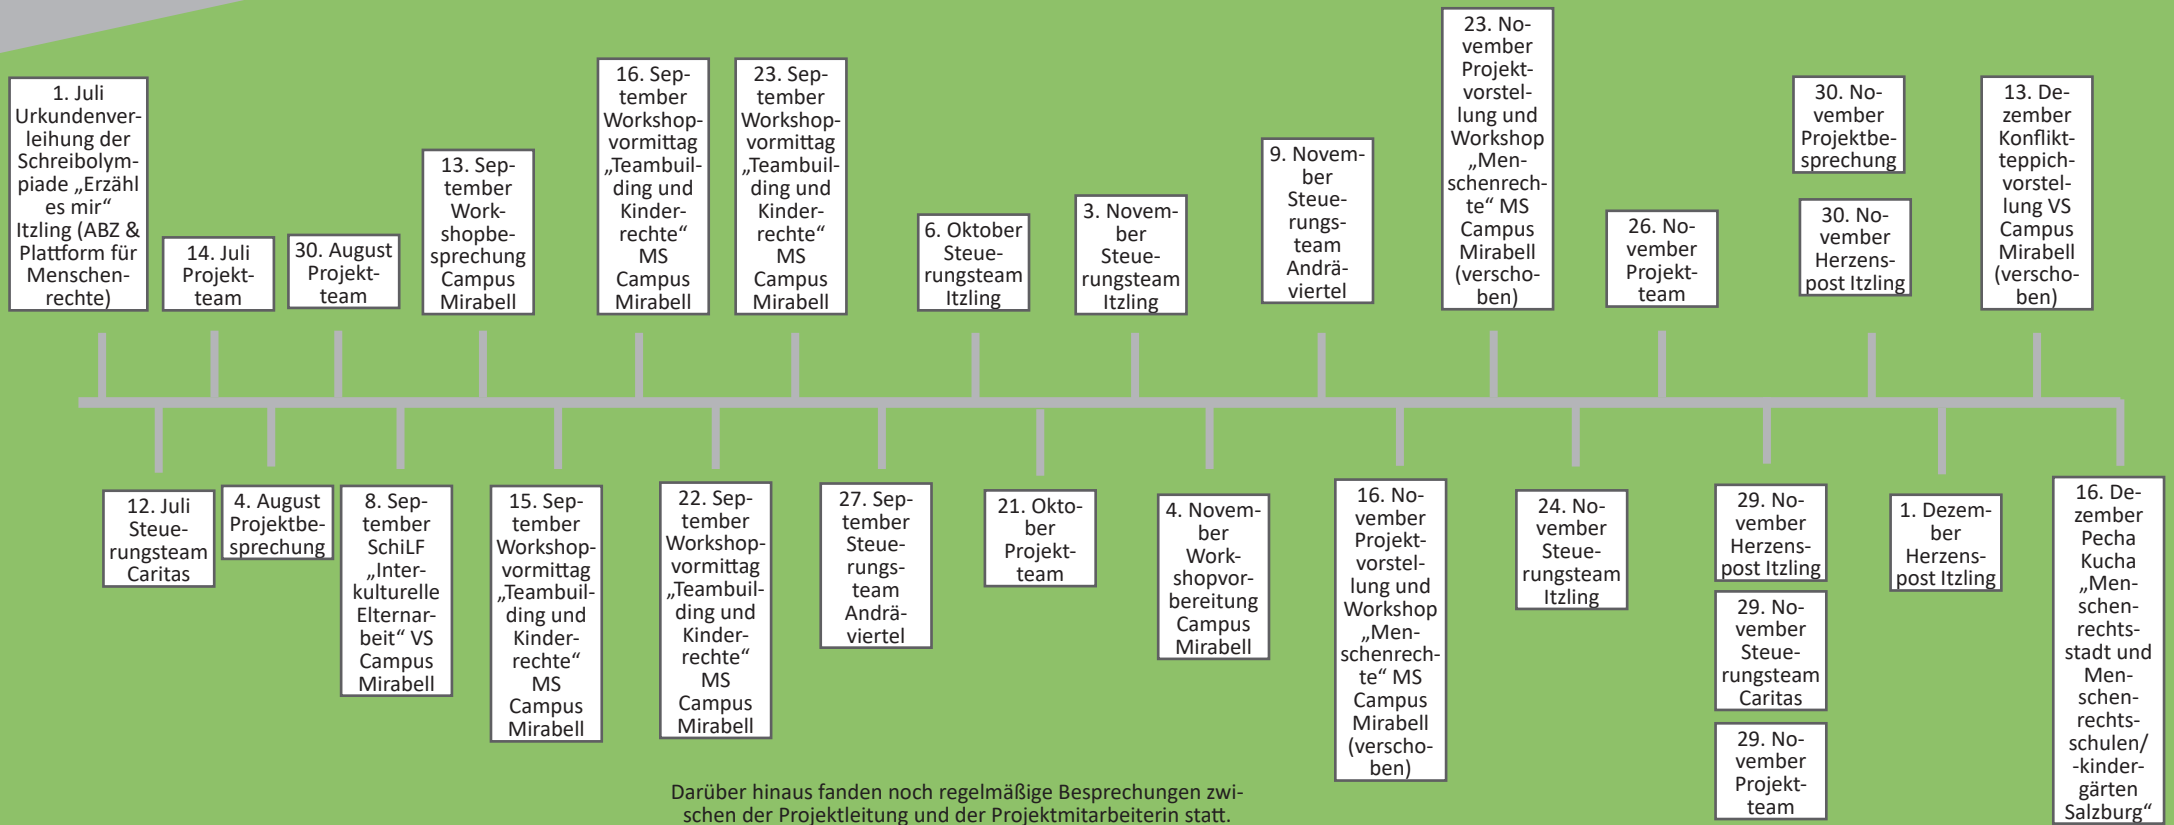 1. Juli
Urkundenver-
leihung der
Schreibolym-
piade „Erzähl
es mir“
Itzling (ABZ &
Plattform für
Menschen-
rechte)
14. Juli
Projekt-
team
30. August
Projekt-
team
13. Sep-
tember
Work-
shopbe-
sprechung
Campus
Mirabell
16. Sep-
tember
Workshop-
vormittag
„Teambuil-
ding und
Kinder-
rechte“
MS
Campus
Mirabell
23. Sep-
tember
Workshop-
vormittag
„Teambuil-
ding und
Kinder-
rechte“
MS
Campus
Mirabell
6. Oktober
Steue-
rungsteam
Itzling
3. Novem-
ber
Steue-
rungsteam
Itzling
9. Novem-
ber
Steue-
rungs-
team
Andrä-
viertel
23. No-
vember
Projekt-
vorstel-
lung und
Workshop
„Men-
schenrech-
te“ MS
Campus
Mirabell
(verscho-
ben)
26. No-
vember
Projekt-
team
30. No-
vember
Projektbe-
sprechung
30. No-
vember
Herzens-
post Itzling
13. De-
zember
Konflikt-
teppich-
vorstel-
lung VS
Campus
Mirabell
(verscho-
ben)
12. Juli
Steue-
rungsteam
Caritas
4. August
Projektbe-
sprechung
8. Sep-
tember
SchiLF
„Inter-
kulturelle
Elternar-
beit“ VS
Campus
Mirabell
15. Sep-
tember
Workshop-
vormittag
„Teambuil-
ding und
Kinder-
rechte“
MS
Campus
Mirabell
22. Sep-
tember
Workshop-
vormittag
„Teambuil-
ding und
Kinder-
rechte“
MS
Campus
Mirabell
27. Sep-
tember
Steue-
rungs-
team
Andrä-
viertel
21. Okto-
ber
Projekt-
team
4. Novem-
ber
Work-
shopvor-
bereitung
Campus
Mirabell
16. No-
vember
Projekt-
vorstel-
lung und
Workshop
„Men-
schenrech-
te“ MS
Campus
Mirabell
(verscho-
ben)
24. No-
vember
Steue-
rungsteam
Itzling
29. No-
vember
Herzens-
post Itzling
29. No-
vember
Steue-
rungsteam
Caritas
29. No-
vember
Projekt-
team
1. Dezem-
ber
Herzens-
post Itzling
16. De-
zember
Pecha
Kucha
„Men-
schen-
rechts-
stadt und
Men-
schen-
rechts-
schulen/
-kinder-
gärten
Salzburg“
Darüber hinaus fanden noch regelmäßige Besprechungen zwi-
schen der Projektleitung und der Projektmitarbeiterin statt.